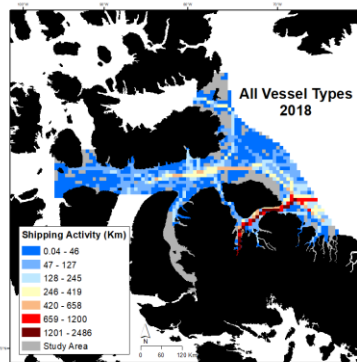 All Vessel Types
2018
Shipping Activity (Km)
0.04 - 46
47 - 127
128 - 245
246 - 419
420 - 658
659 - 1200
1201 - 2486
Study Area
N
0
60
120 Km